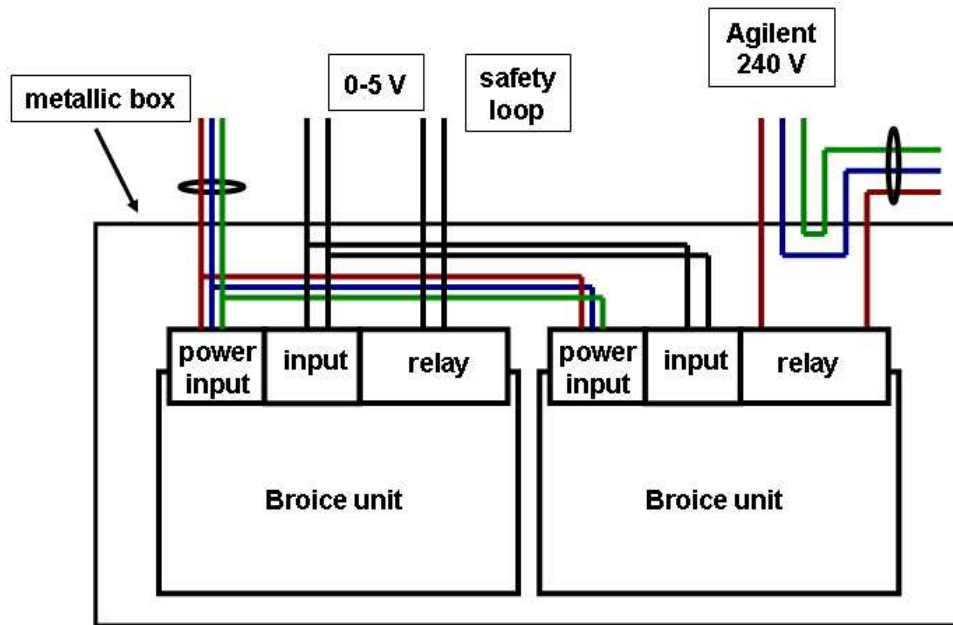 Agilent
240 V
0-5 V
safety
loop
metallic box
power
input
input
relay
power
input
input
relay
Broice unit
Broice unit